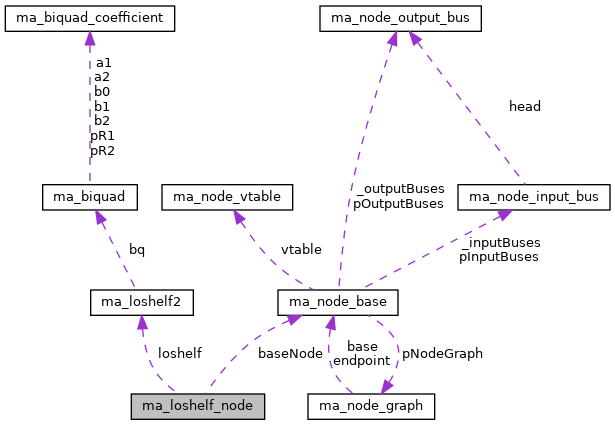 ma_biquad_coefficient
ma_node_output_bus
a1
a2
b0
b1
b2
pR1
pR2
head
_outputBuses
pOutputBuses
ma_biquad
ma_node_vtable
ma_node_input_bus
bq
vtable
_inputBuses
pInputBuses
ma_loshelf2
ma_node_base
loshelf
baseNode
base
endpoint
pNodeGraph
ma_loshelf_node
ma_node_graph